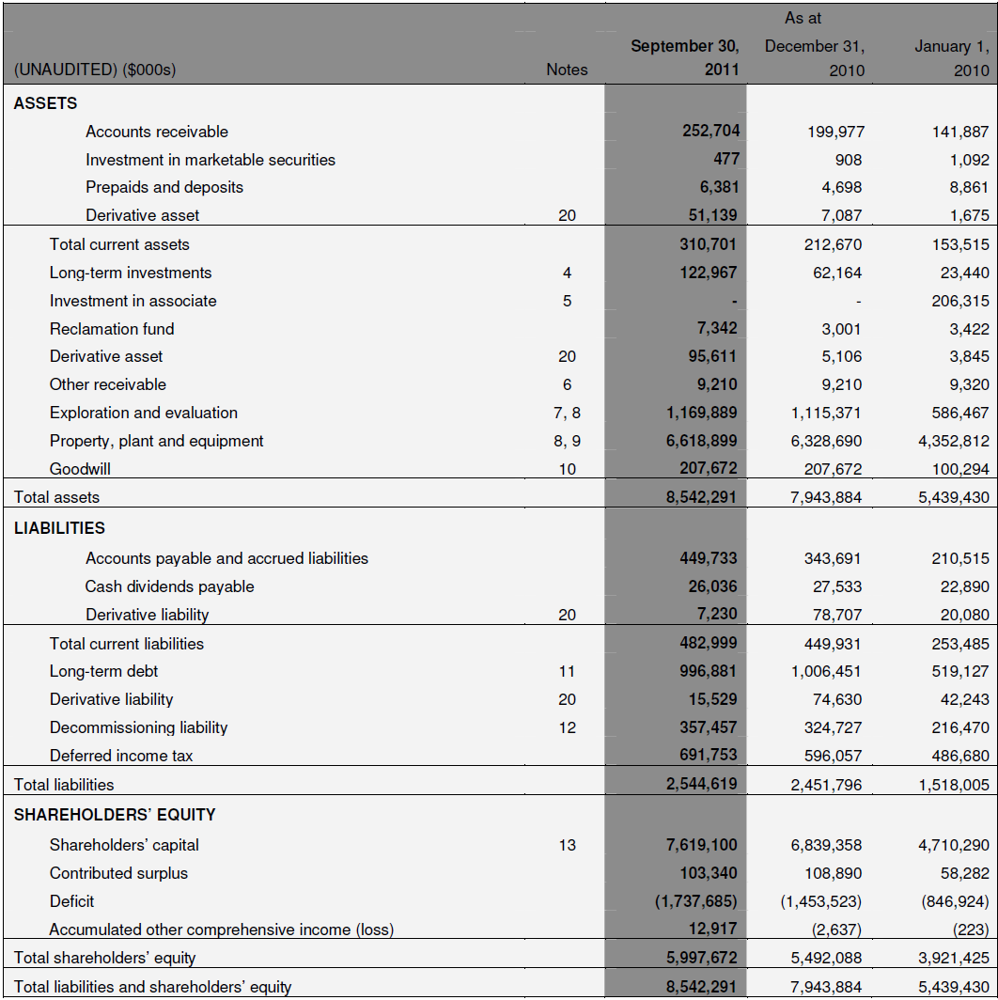 As at
September 30, December 31, January 1,
(UNAUDITED) ($000s) Notes 2011 2010 2010
ASSETS
Accounts receivable 252,704 199,977 141,887
Investment in marketable securities 477 908 1,092
Prepaids and deposits 6,381 4,698 8,861
Derivative asset 20 51,139 7,087 1,675
Total current assets 310,701 212,670 153,515
Long-term investments 4 122,967 62,164 23,440
Investment in associate 5 - - 206,315
Reclamation fund 7,342 3,001 3,422
Derivative asset 20 95,611 5,106 3,845
Other receivable 6 9,210 9,210 9,320
Exploration and evaluation 7, 8 1,169,889 1,115,371 586,467
Property, plant and equipment 8, 9 6,618,899 6,328,690 4,352,812
Goodwill 10 207,672 207,672 100,294
Total assets 8,542,291 7,943,884 5,439,430
LIABILITIES
Accounts payable and accrued liabilities 449,733 343,691 210,515
Cash dividends payable 26,036 27,533 22,890
Derivative liability 20 7,230 78,707 20,080
Total current liabilities 482,999 449,931 253,485
Long-term debt 11 996,881 1,006,451 519,127
Derivative liability 20 15,529 74,630 42,243
Decommissioning liability 12 357,457 324,727 216,470
Deferred income tax 691,753 596,057 486,680
Total liabilities 2,544,619 2,451,796 1,518,005
SHAREHOLDERS' EQUITY
Shareholders' capital 13 7,619,100 6,839,358 4,710,290
Contributed surplus 103,340 108,890 58,282
Deficit (1,737,685) (1,453,523) (846,924)
Accumulated other comprehensive income (loss) 12,917 (2,637) (223)
Total shareholders' equity 5,997,672 5,492,088 3,921,425
Total liabilities and shareholders' equity 8,542,291 7,943,884 5,439,430